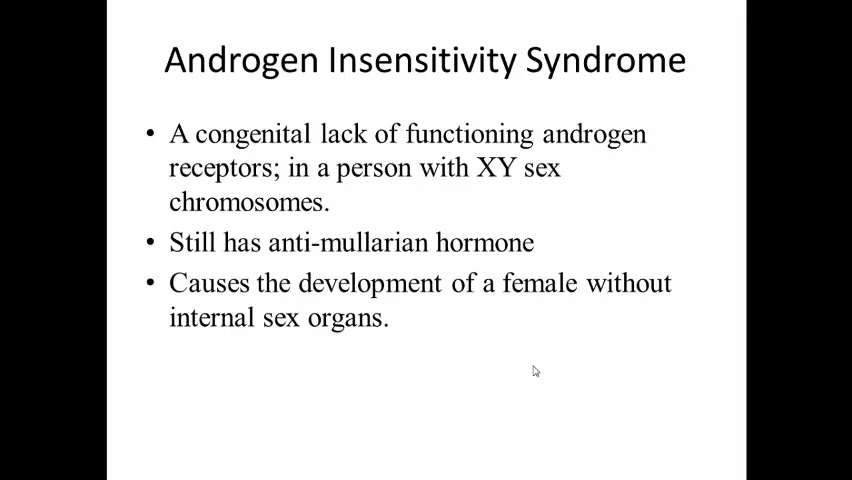 Androgen Insensitivity Syndrome
• A congenital lack of functioning androgen
receptors; in a person with XY sex
chromosomes.
• Still has anti-mullarian hormone
• Causes the development of a female without
internal sex organs.